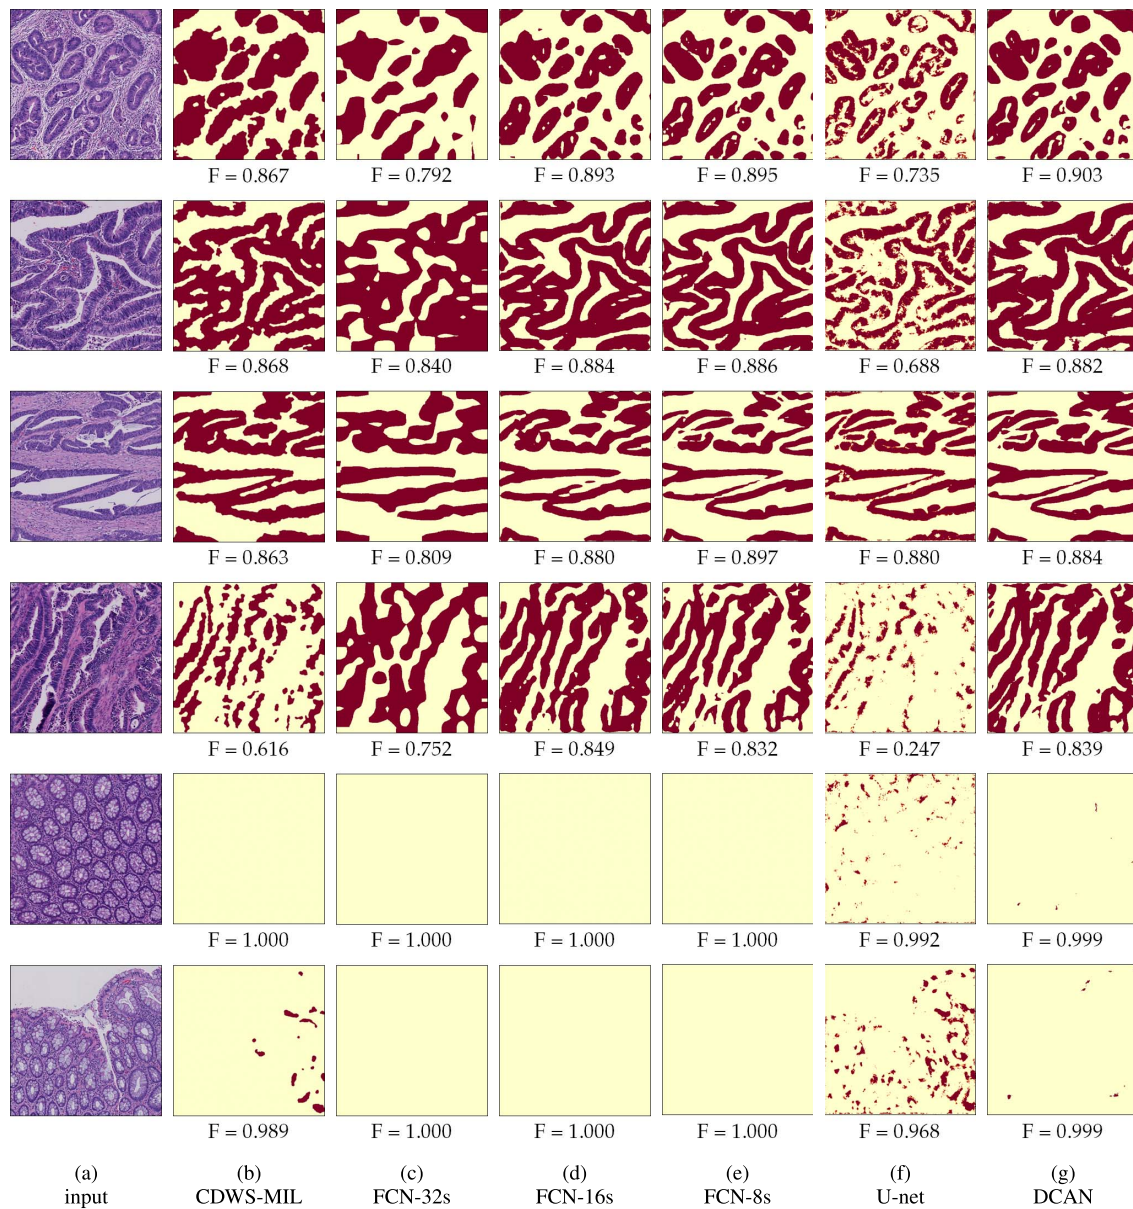 F = 0.867 F = 0.792 F = 0.893 F = 0.895 F = 0.735 F = 0.903
F = 0.868 F = 0.840 F = 0.884 F = 0.886 F = 0.688 F = 0.882
F = 0.863 F = 0.809 F = 0.880 F = 0.897 F = 0.880 F = 0.884
F = 0.616 F = 0.752 F = 0.849 F = 0.832 F = 0.247 F = 0.839
F = 1.000 F = 1.000 F = 1.000 F = 1.000 F = 0.992 F = 0.999
F = 0.989 F = 1.000 F = 1.000 F = 1.000 F = 0.968 F = 0.999
(a) (b) (c) (d) (e) (f) (g)
input CDWS-MIL FCN-32s FCN-16s FCN-8s U-net DCAN